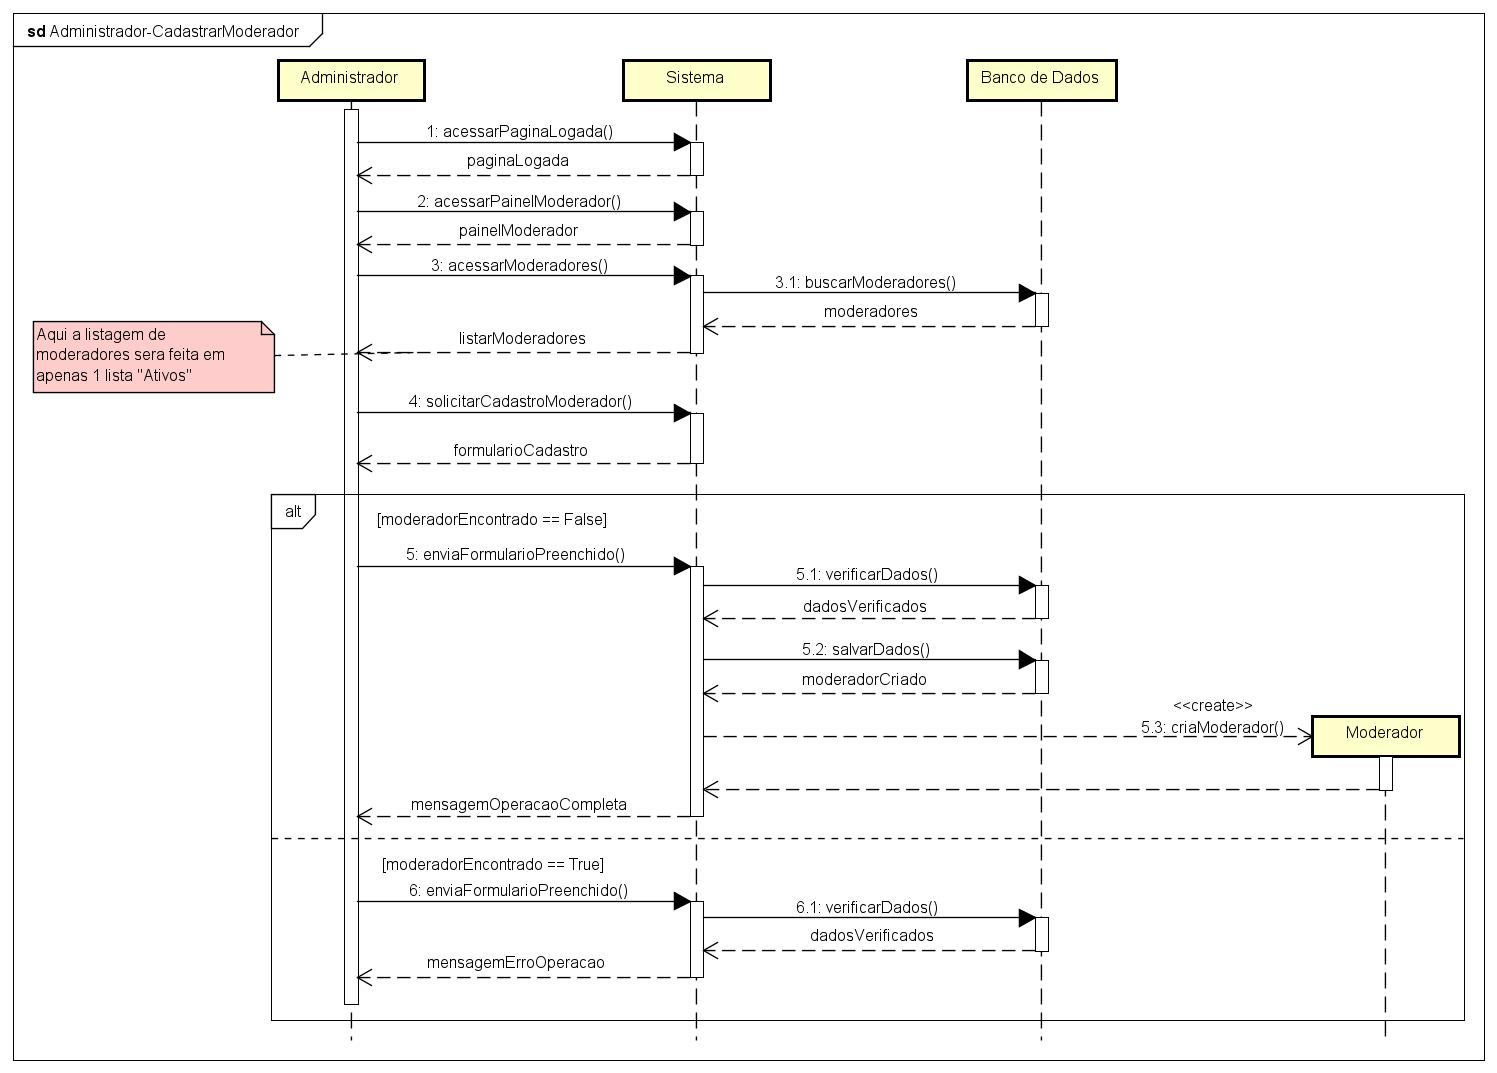 sd Administrador-CadastrarModerador
Administrador
Sistema
Banco de Dados
1: acessarPaginaLogada()
paginaLogada
2: acessarPainelModerador()
painelModerador
3: acessarModeradores()
3.1: buscarModeradores()
moderadores
listarModeradores
Aqui a listagem de
moderadores sera feita em
apenas 1 lista "Ativos"
4: solicitarCadastroModerador()
formularioCadastro
alt
[moderadorEncontrado == False]
5: enviaFormularioPreenchido()
5.1: verificarDados()
dadosVerificados
5.2: salvarDados()
moderadorCriado
<<create>>
5.3: criaModerador()
Moderador
mensagemOperacaoCompleta
[moderadorEncontrado == True]
6: enviaFormularioPreenchido()
6.1: verificarDados()
dadosVerificados
mensagemErroOperacao